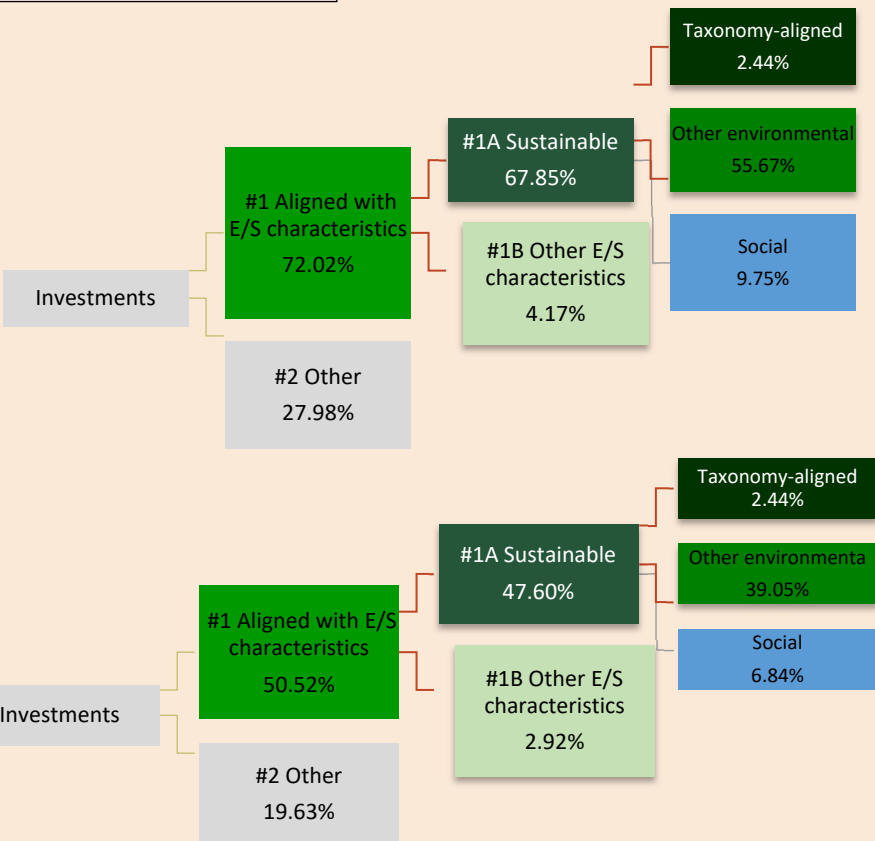 Taxonomy-aligned
2.44%
#1A Sustainable
67.85%
Other environmental
55.67%
#1 Aligned with
E/S characteristics
72.02%
#1B Other E/S
characteristics
4.17%
Social
9.75%
Investments
#2 Other
27.98%
Taxonomy-aligned
2.44%
#1A Sustainable
47.60%
Other environmenta
39.05%
#1 Aligned with E/S
characteristics
50.52%
Social
6.84%
#1B Other E/S
characteristics
2.92%
Investments
#2 Other
19.63%